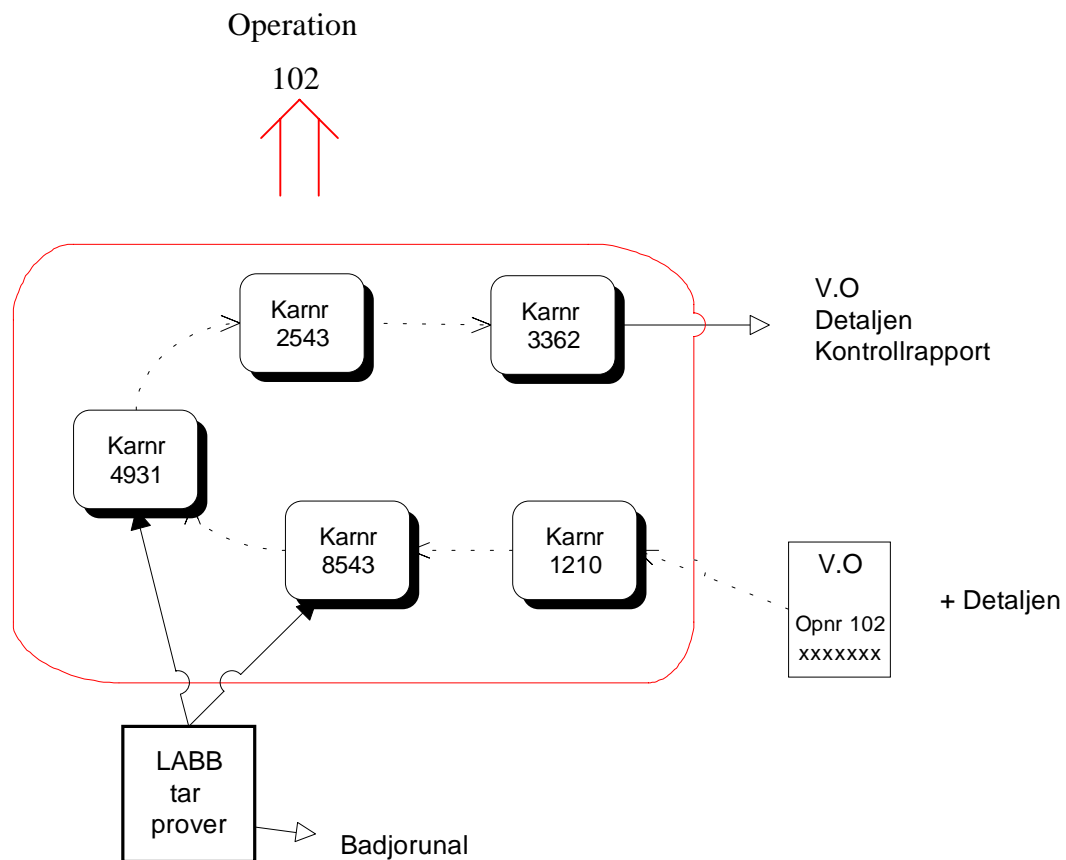 Operation
102
Karnr
2543
Karnr
3362
V.O
Detaljen
Kontrollrapport
Karnr
4931
Karnr
8543
Karnr
1210
V.O
Opnr 102
xxxxxxx
+ Detaljen
LABB
tar
prover
Badjorunal